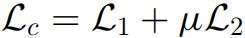 𝓛_c = 𝓛_1 + μ𝓛_2